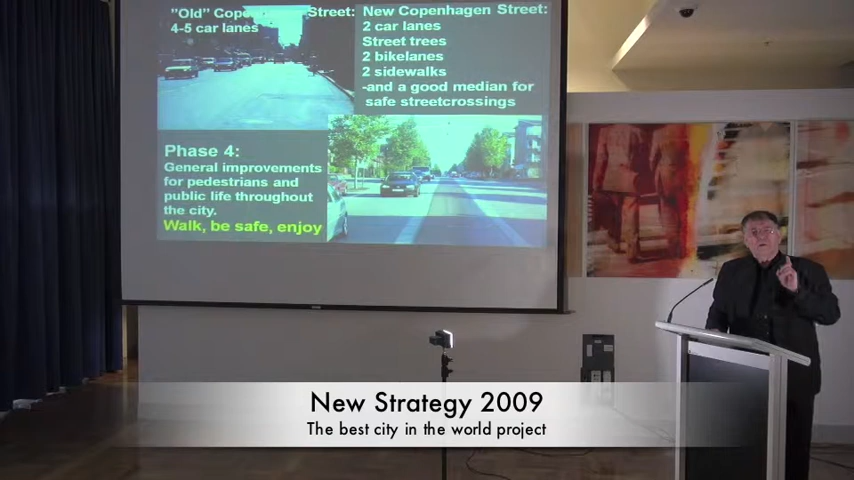 "Old" Street:
4-5 car lanes
New Copenhagen Street:
2 car lanes
Street trees
2 bikelanes
2 sidewalks
-and a good median for
safe streetcrossings
Phase 4:
General improvements
for pedestrians and
public life throughout
the city.
Walk, be safe, enjoy
New Strategy 2009
The best city in the world project